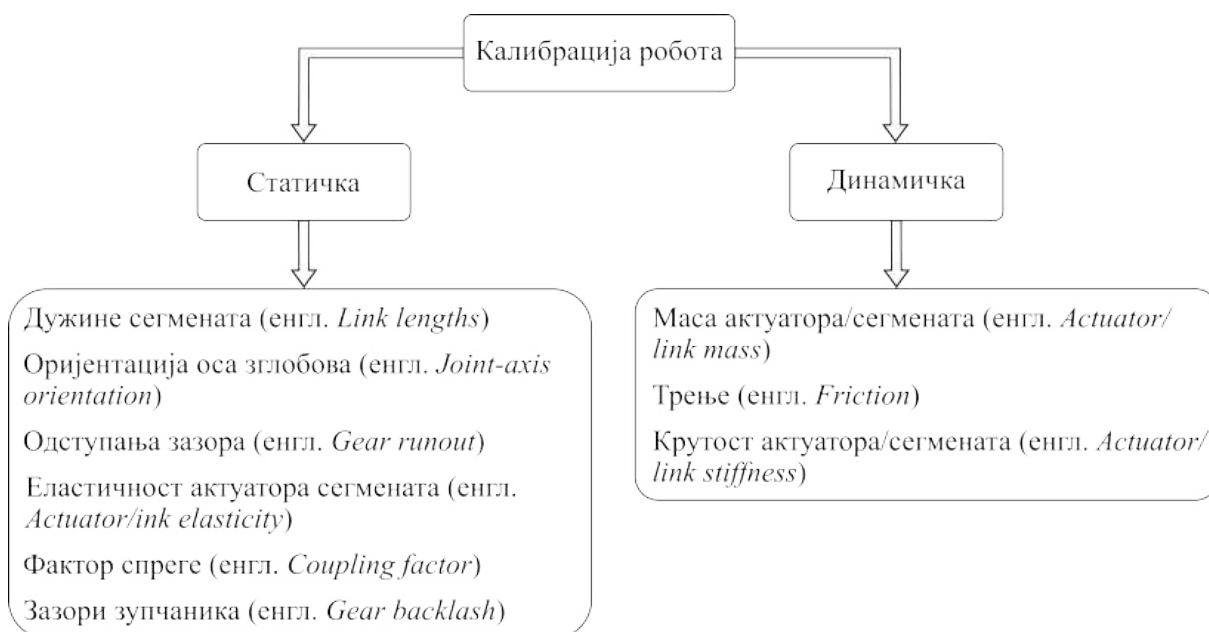 Калибрација робота
Статичка
Динамичка
Дужине сегмената (енгл. Link lengths)
Оријентација оса зглобова (енгл. Joint-axis
orientation)
Одступања зазора (енгл. Gear runout)
Еластичност актуатора сегмената (енгл.
Actuator/ink elasticity)
Фактор спреге (енгл. Coupling factor)
Зазори зупчаника (енгл. Gear backlash)
Маса актуатора/сегмената (енгл. Actuator/
link mass)
Трење (енгл. Friction)
Крутост актуатора/сегмената (енгл. Actuator/
link stiffness)